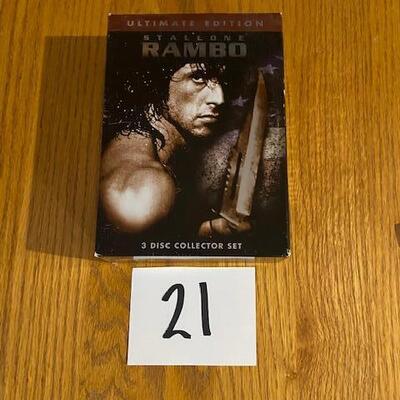 ULTIMATE EDITION
STALLONE
RAMBO
3 DISC COLLECTOR SET
21